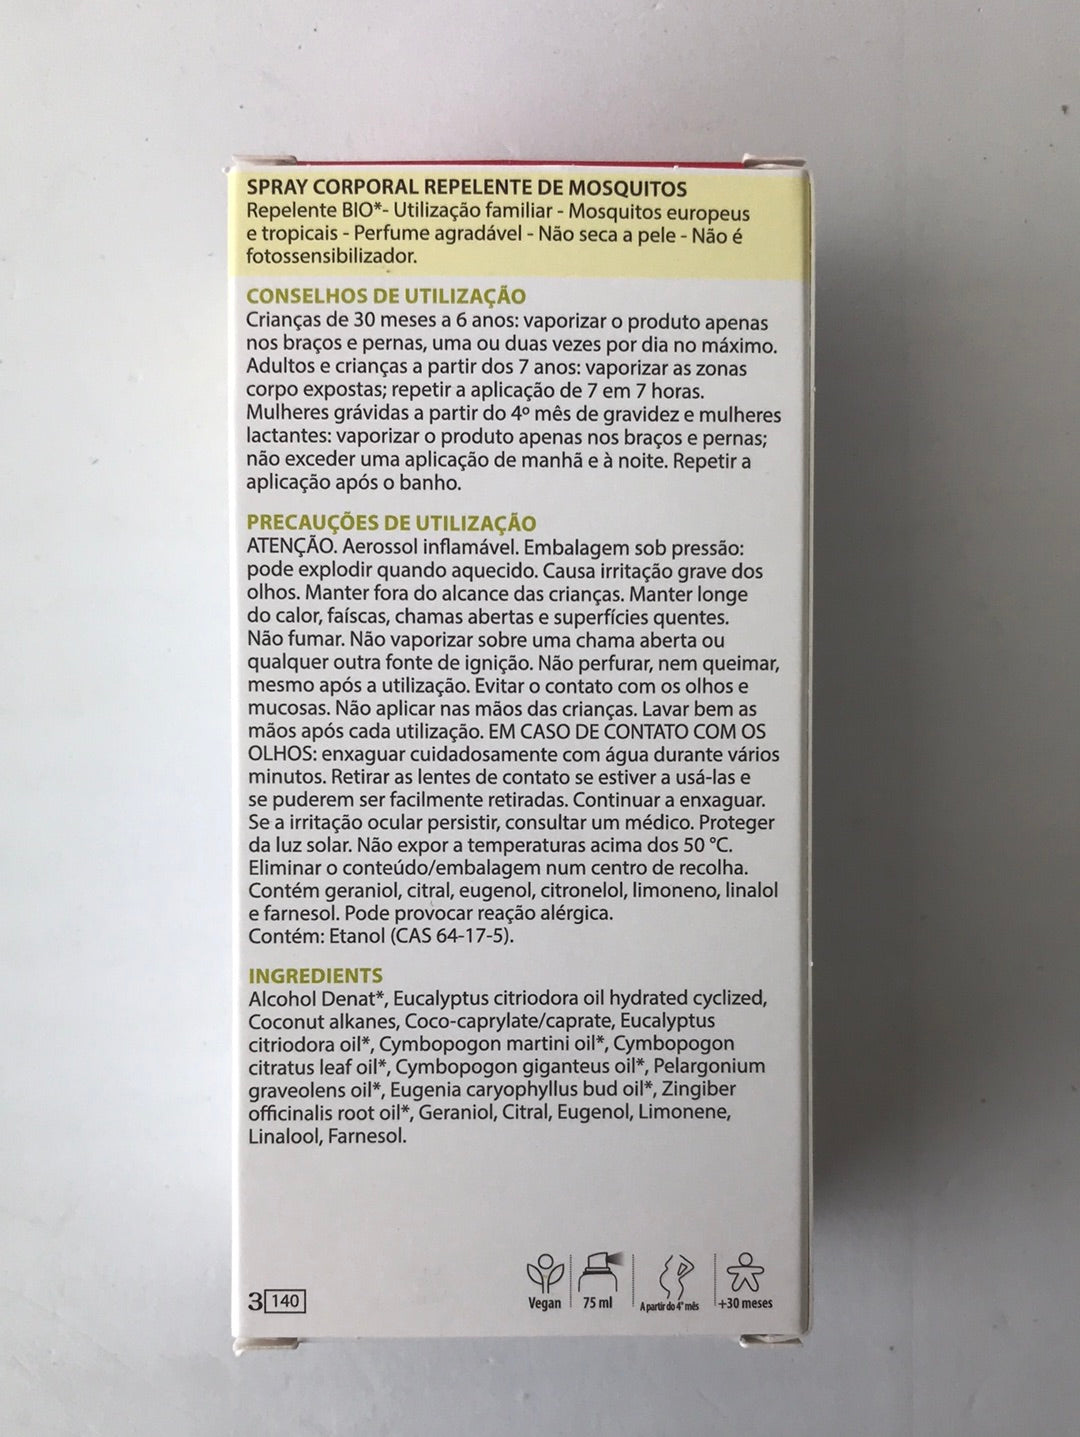 SPRAY CORPORAL REPELENTE DE MOSQUITOS
Repelente BIO*- Utilização familiar - Mosquitos europeus
e tropicais - Perfume agradável - Não seca a pele - Não é
fotossensibilizador.
CONSELHOS DE UTILIZAÇÃO
Crianças de 30 meses a 6 anos: vaporizar o produto apenas
nos braços e pernas, uma ou duas vezes por dia no máximo.
Adultos e crianças a partir dos 7 anos: vaporizar as zonas
corpo expostas; repetir a aplicação de 7 em 7 horas.
Mulheres grávidas a partir do 4º mês de gravidez e mulheres
lactantes: vaporizar o produto apenas nos braços e pernas;
não exceder uma aplicação de manhã e à noite. Repetir a
aplicação após o banho.
PRECAUÇÕES DE UTILIZAÇÃO
ATENÇÃO. Aerossol inflamável. Embalagem sob pressão:
pode explodir quando aquecido. Causa irritação grave dos
olhos. Manter fora do alcance das crianças. Manter longe
do calor, faíscas, chamas abertas e superfícies quentes.
Não fumar. Não vaporizar sobre uma chama aberta ou
qualquer outra fonte de ignição. Não perfurar, nem queimar,
mesmo após a utilização. Evitar o contato com os olhos e
mucosas. Não aplicar nas mãos das crianças. Lavar bem as
mãos após cada utilização. EM CASO DE CONTATO COM OS
OLHOS: enxaguar cuidadosamente com água durante vários
minutos. Retirar as lentes de contato se estiver a usá-las e
se puderem ser facilmente retiradas. Continuar a enxaguar.
Se a irritação ocular persistir, consultar um médico. Proteger
da luz solar. Não expor a temperaturas acima dos 50 °C.
Eliminar o conteúdo/embalagem num centro de recolha.
Contém geraniol, citral, eugenol, citronelol, limoneno, linalol
e farnesol. Pode provocar reação alérgica.
Contém: Etanol (CAS 64-17-5).
INGREDIENTS
Alcohol Denat*, Eucalyptus citriodora oil hydrated cyclized,
Coconut alkanes, Coco-caprylate/caprate, Eucalyptus
citriodora oil*, Cymbopogon martini oil*, Cymbopogon
citratus leaf oil*, Cymbopogon giganteus oil*, Pelargonium
graveolens oil*, Eugenia caryophyllus bud oil*, Zingiber
officinalis root oil*, Geraniol, Citral, Eugenol, Limonene,
Linalool, Farnesol.
3 140
Vegan 75 ml A partir do 4º mês +30 meses